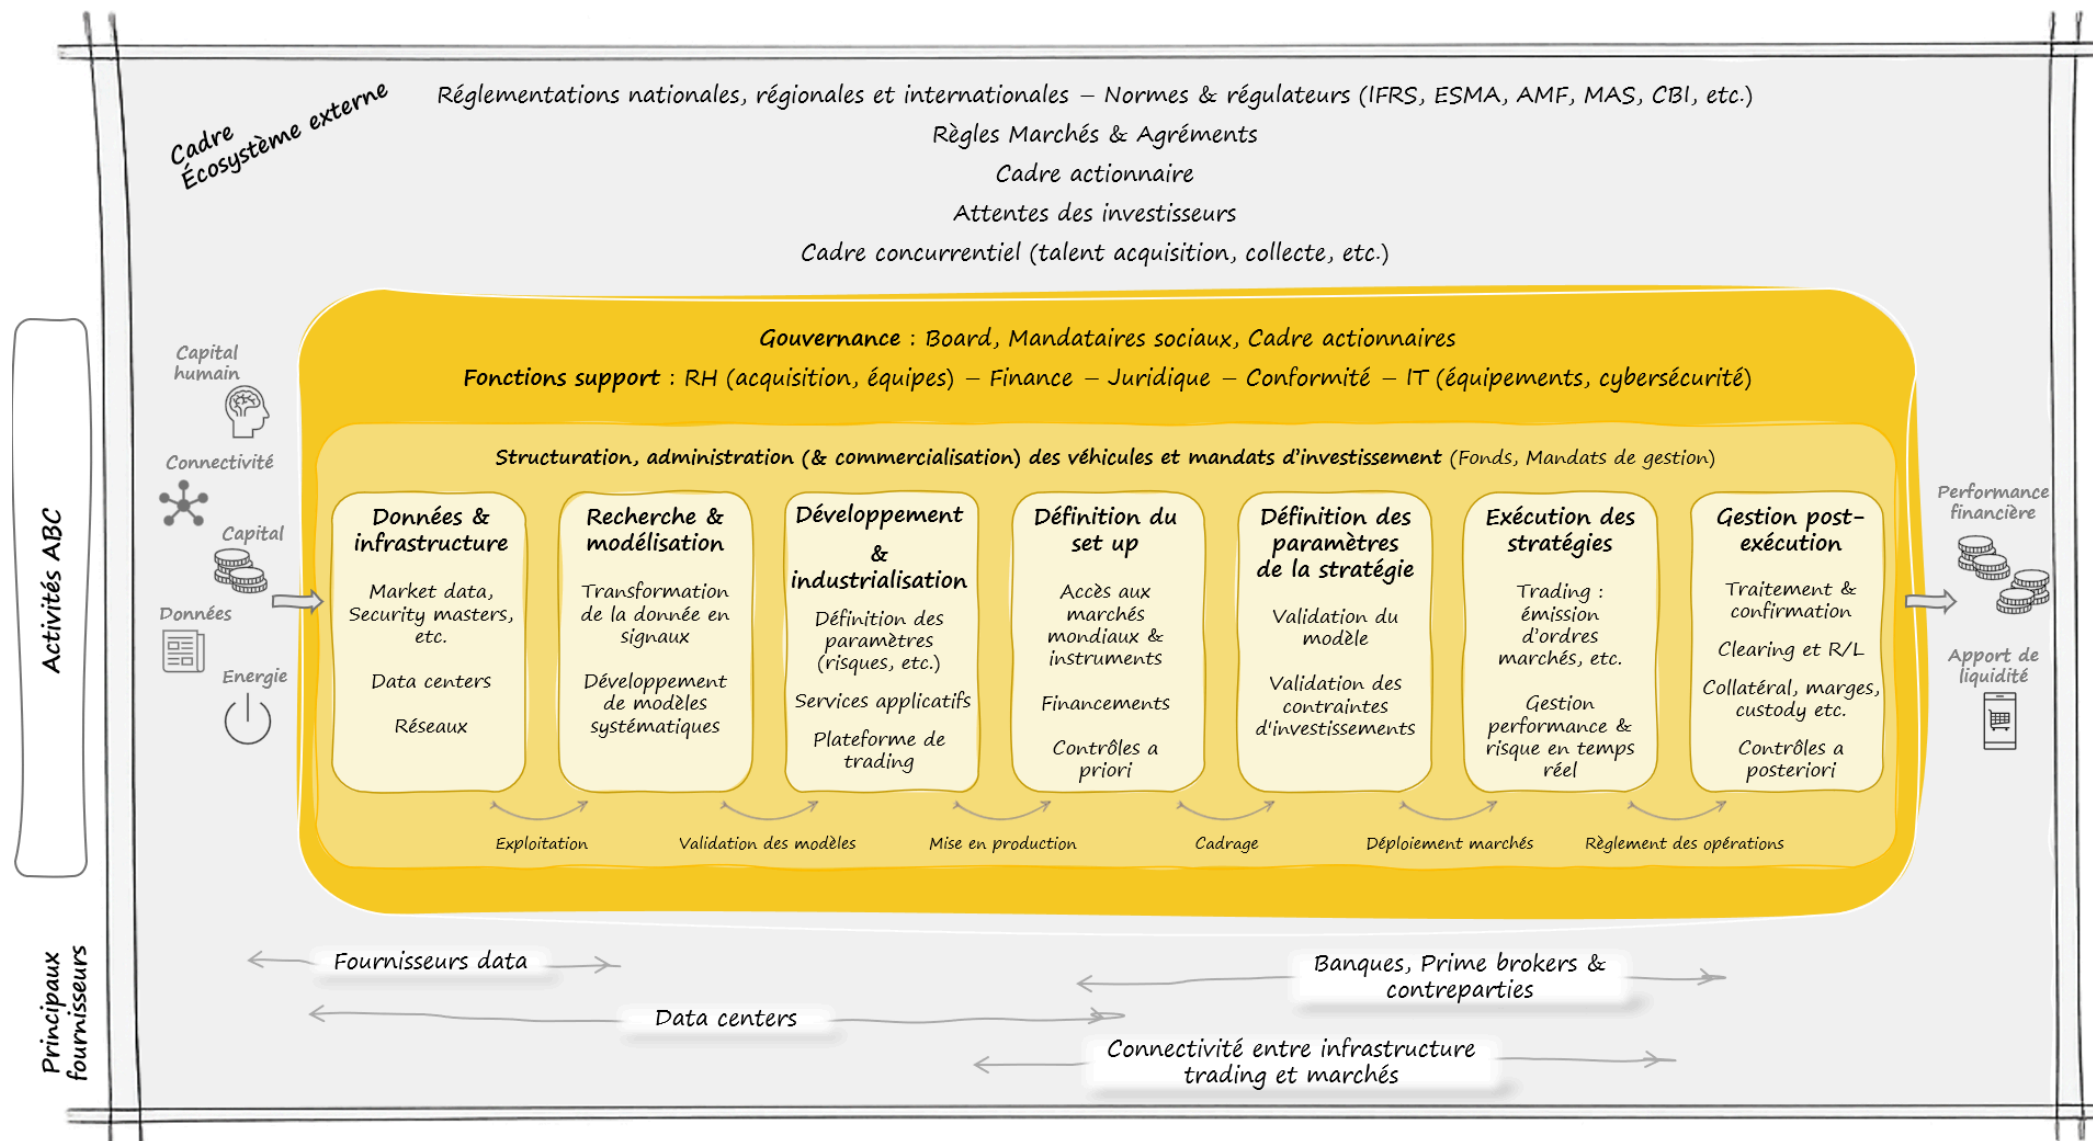 Cadre
Écosystème externe
Réglementations nationales, régionales et internationales – Normes & régulateurs (IFRS, ESMA, AMF, MAS, CBI, etc.)
Règles Marchés & Agréments
Cadre actionnaire
Attentes des investisseurs
Cadre concurrentiel (talent acquisition, collecte, etc.)
Activités ABC
Capital
humain
Connectivité
Capital
Données
Energie
Gouvernance : Board, Mandataires sociaux, Cadre actionnaires
Fonctions support : RH (acquisition, équipes) – Finance – Juridique – Conformité – IT (équipements, cybersécurité)
Structuration, administration (& commercialisation) des véhicules et mandats d'investissement (Fonds, Mandats de gestion)
Données &
infrastructure
Market data,
Security masters,
etc.
Data centers
Réseaux
Recherche &
modélisation
Transformation
de la donnée en
signaux
Développement
de modèles
systématiques
Développement
&
industrialisation
Définition des
paramètres
(risques, etc.)
Services applicatifs
Plateforme de
trading
Définition du
set up
Accès aux
marchés
mondiaux &
instruments
Financements
Contrôles a
priori
Définition des
paramètres
de la stratégie
Validation du
modèle
Validation des
contraintes
d'investissements
Exécution des
stratégies
Trading :
émission
d'ordres
marchés, etc.
Gestion
performance &
risque en temps
réel
Gestion post-
exécution
Traitement &
confirmation
Clearing et R/L
Collatéral, marges,
custody etc.
Contrôles a
posteriori
Exploitation
Validation des modèles
Mise en production
Cadrage
Déploiement marchés
Règlement des opérations
Performance
financière
Apport de
liquidité
Principaux
fournisseurs
Fournisseurs data
Banques, Prime brokers &
contreparties
Data centers
Connectivité entre infrastructure
trading et marchés